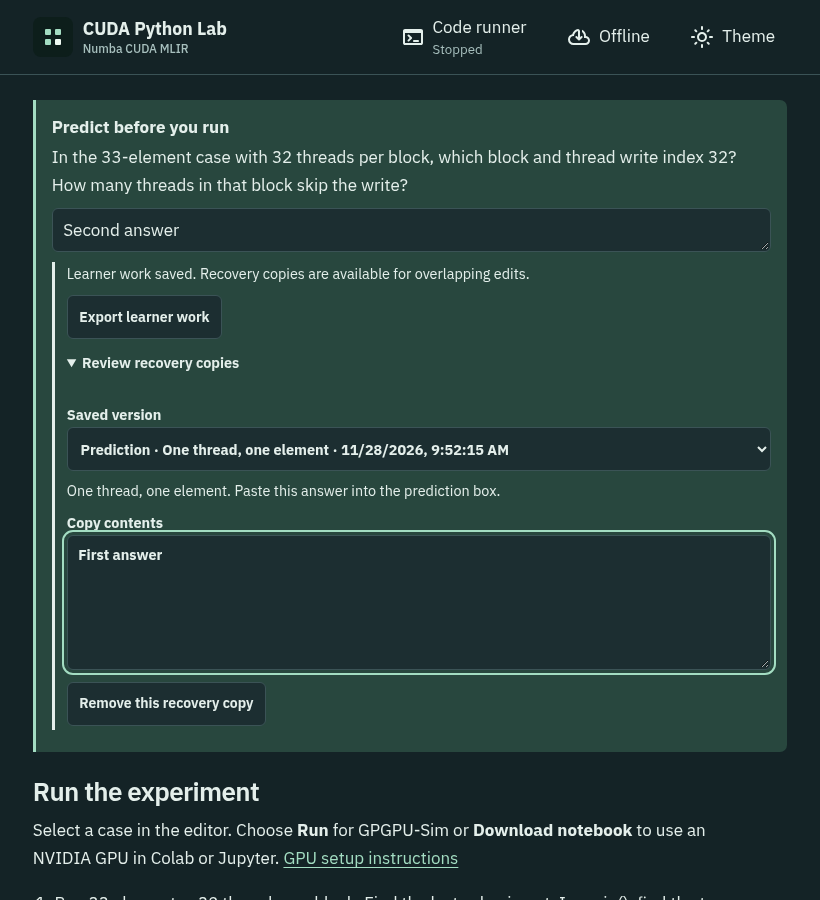 CUDA Python Lab
Numba CUDA MLIR
Code runner
Stopped
Offline
Theme
Predict before you run
In the 33-element case with 32 threads per block, which block and thread write index 32?
How many threads in that block skip the write?
Second answer
Learner work saved. Recovery copies are available for overlapping edits.
Export learner work
▼ Review recovery copies
Saved version
Prediction · One thread, one element · 11/28/2026, 9:52:15 AM
One thread, one element. Paste this answer into the prediction box.
Copy contents
First answer
Remove this recovery copy
Run the experiment
Select a case in the editor. Choose Run for GPGPU-Sim or Download notebook to use an
NVIDIA GPU in Colab or Jupyter. GPU setup instructions